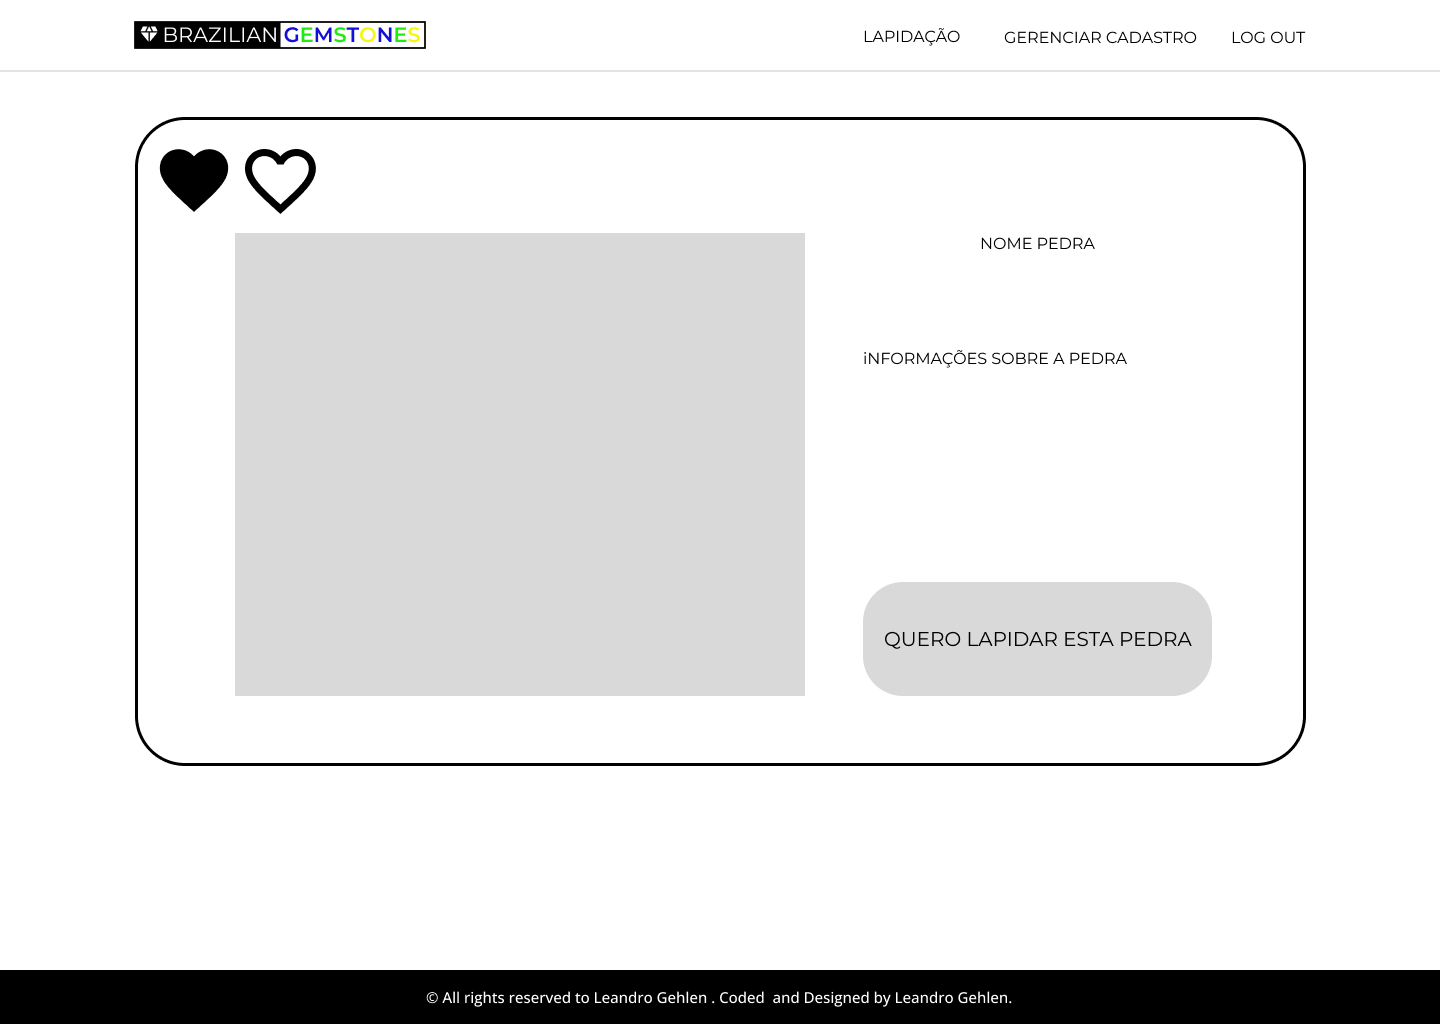 BRAZILIAN GEMSTONES
LAPIDAÇÃO GERENCIAR CADASTRO LOG OUT
NOME PEDRA
iNFORMAÇÕES SOBRE A PEDRA
QUERO LAPIDAR ESTA PEDRA
© All rights reserved to Leandro Gehlen . Coded  and Designed by Leandro Gehlen.